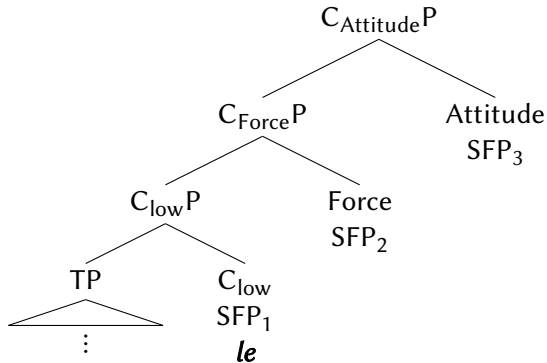 C_Attitude P
C_Force P Attitude
SFP_3
C_low P Force
SFP_2
TP C_low
SFP_1
⋮ le